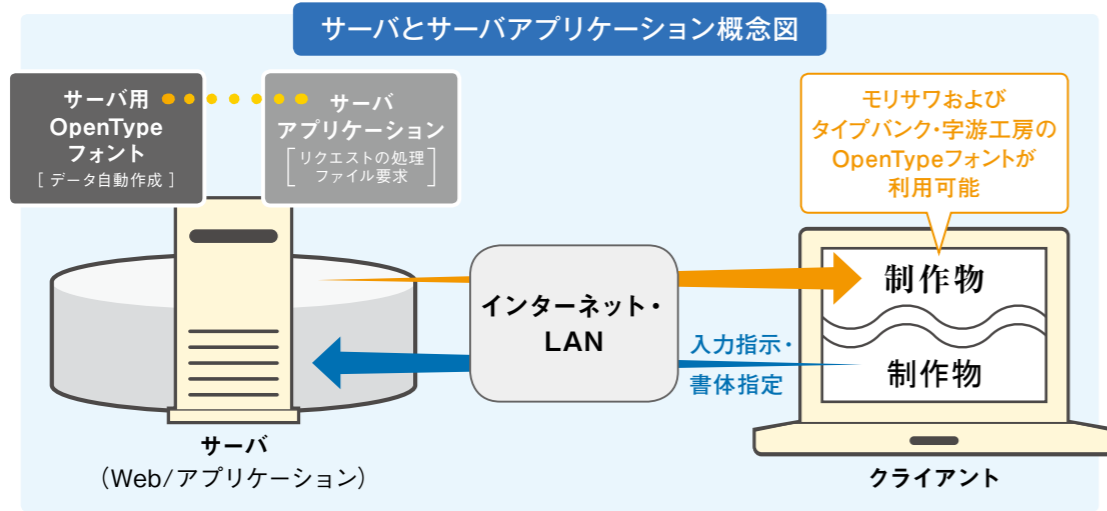 サーバとサーバアプリケーション概念図
サーバ用
OpenType
フォント
[ データ自動作成 ]
サーバ
アプリケーション
リクエストの処理
ファイル要求
モリサワおよび
タイプバンク・字游工房の
OpenTypeフォントが
利用可能
インターネット・
LAN
入力指示・
書体指定
制作物
制作物
サーバ
（Web/アプリケーション）
クライアント